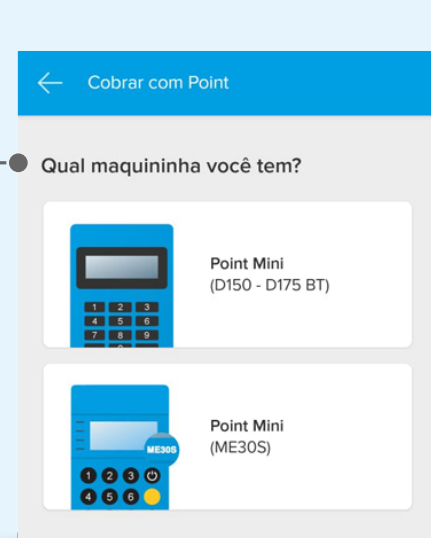 Cobrar com Point
Qual maquininha você tem?
Point Mini
(D150 - D175 BT)
1 2 3
4 5 6
7 8 9
Point Mini
(ME30S)
ME30S
1 2 3
4 5 6